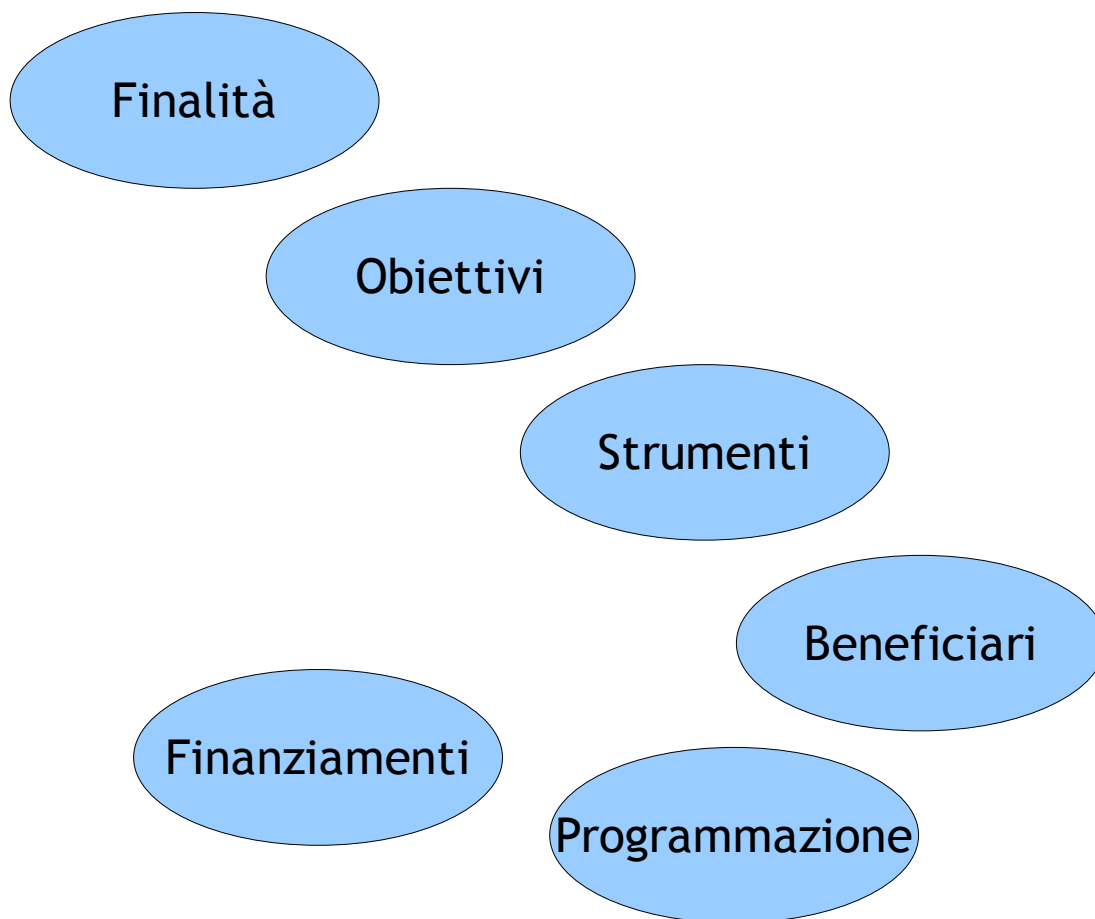 Finalità
Obiettivi
Strumenti
Beneficiari
Finanziamenti
Programmazione